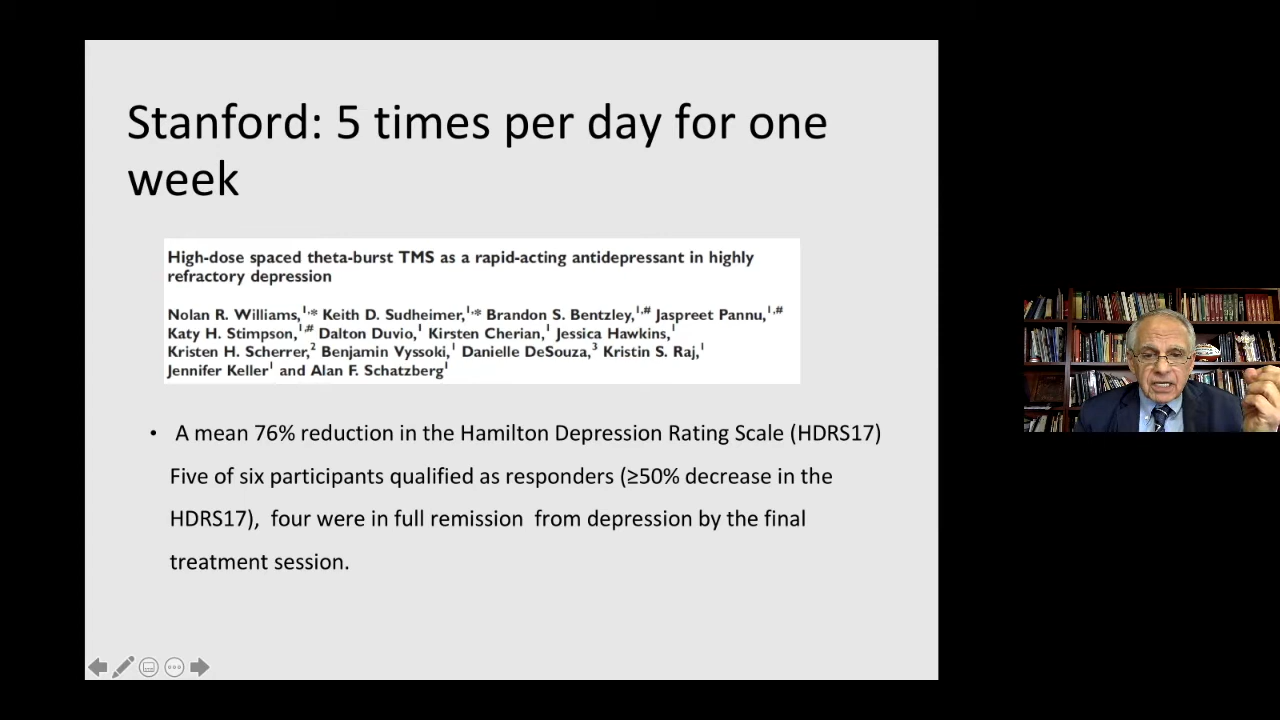 Stanford: 5 times per day for one
week
High-dose spaced theta-burst TMS as a rapid-acting antidepressant in highly
refractory depression
Nolan R. Williams,¹,* Keith D. Sudheimer,¹,* Brandon S. Bentzley,¹,# Jaspreet Pannu,¹,#
Katy H. Stimpson,¹,# Dalton Duvio,¹ Kirsten Cherian,¹ Jessica Hawkins,¹
Kristen H. Scherrer,² Benjamin Vyssoki,¹ Danielle DeSouza,³ Kristin S. Raj,¹
Jennifer Keller¹ and Alan F. Schatzberg¹
• A mean 76% reduction in the Hamilton Depression Rating Scale (HDRS17)
Five of six participants qualified as responders (≥50% decrease in the
HDRS17), four were in full remission from depression by the final
treatment session.